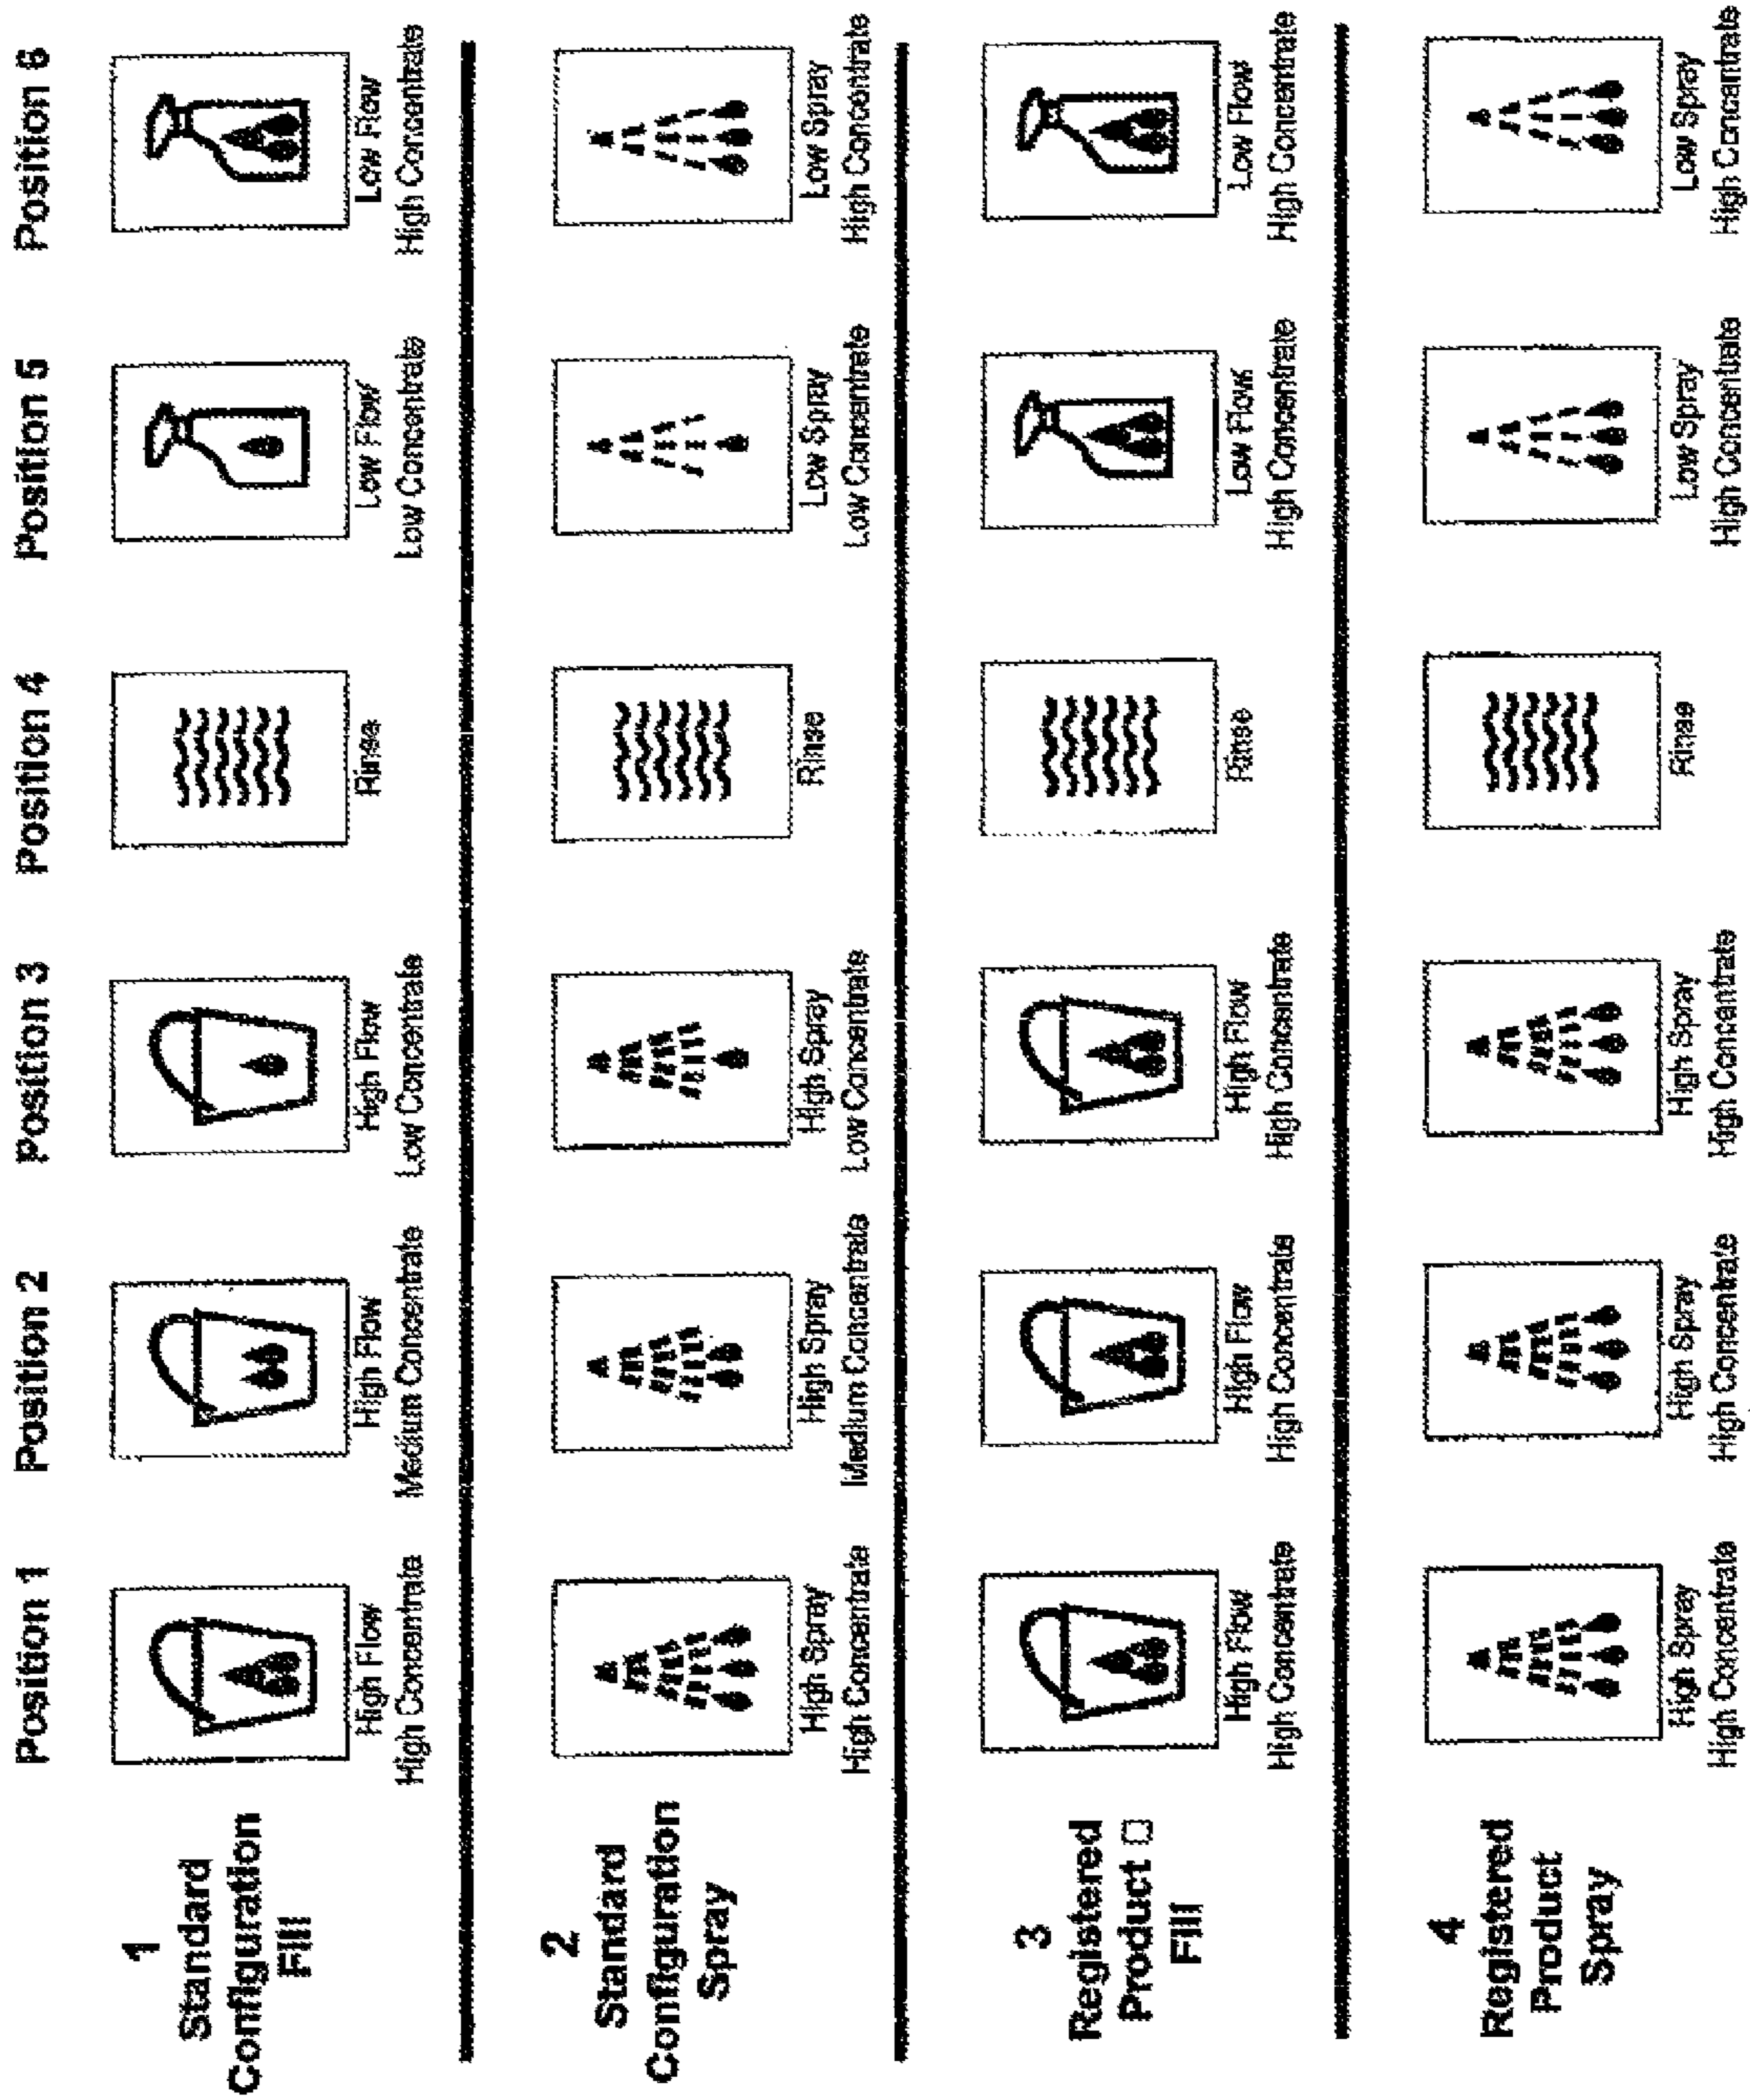 Position 1
Position 2
Position 3
Position 4
Position 5
Position 6
1
Standard
Configuration
Fill
High Flow
High Concentrate
High Flow
Medium Concentrate
High Flow
Low Concentrate
Rinse
Low Flow
Low Concentrate
Low Flow
High Concentrate
2
Standard
Configuration
Spray
High Spray
High Concentrate
High Spray
Medium Concentrate
High Spray
Low Concentrate
Rinse
Low Spray
Low Concentrate
Low Spray
High Concentrate
3
Registered
Product □
Fill
High Flow
High Concentrate
High Flow
High Concentrate
High Flow
High Concentrate
Rinse
Low Flow
High Concentrate
Low Flow
High Concentrate
4
Registered
Product
Spray
High Spray
High Concentrate
High Spray
High Concentrate
High Spray
High Concentrate
Rinse
Low Spray
High Concentrate
Low Spray
High Concentrate